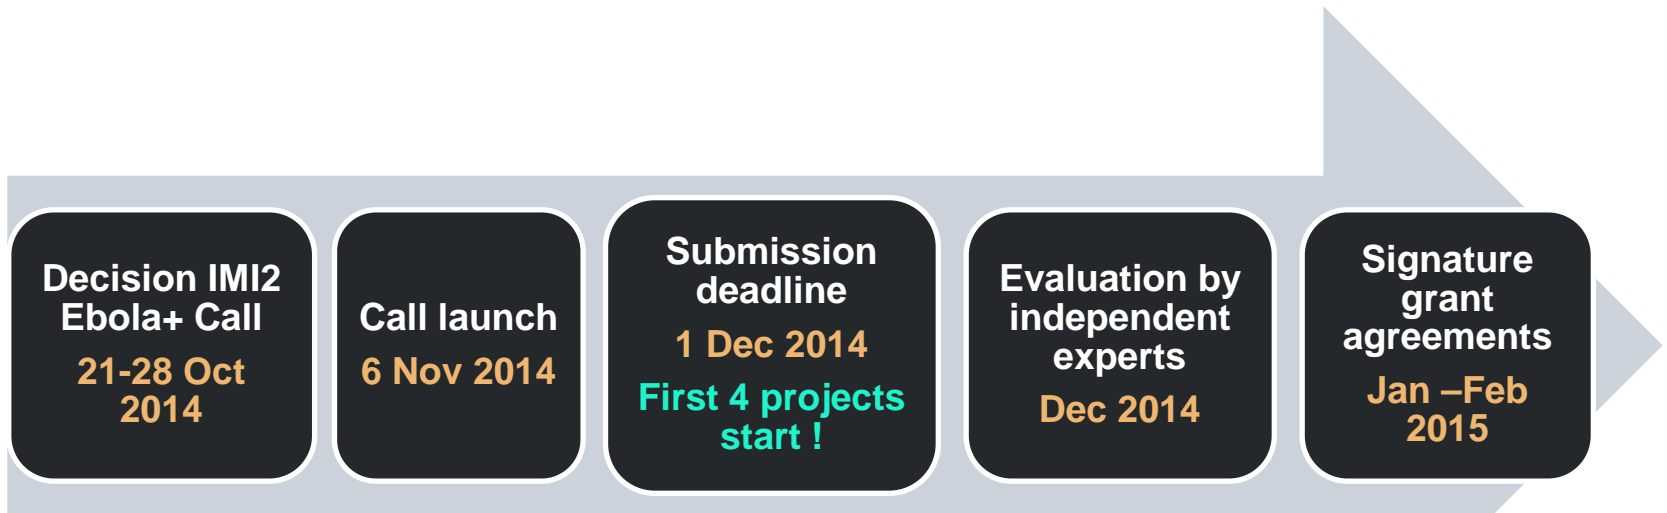 Decision IMI2
Ebola+ Call
21-28 Oct
2014
Call launch
6 Nov 2014
Submission
deadline
1 Dec 2014
First 4 projects
start !
Evaluation by
independent
experts
Dec 2014
Signature
grant
agreements
Jan –Feb
2015